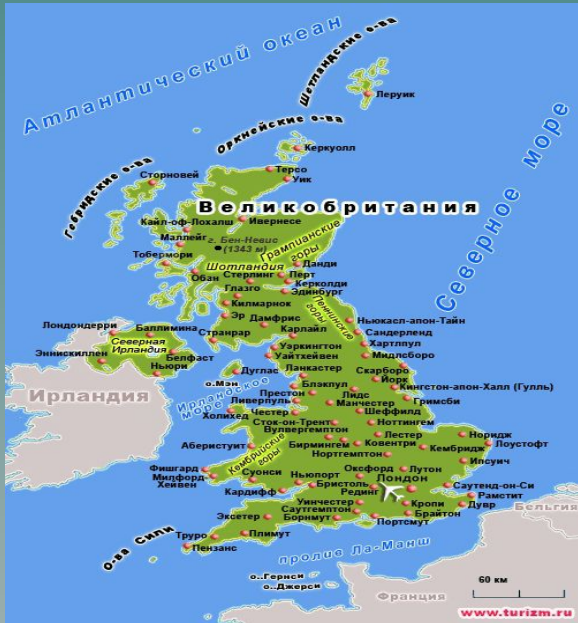 Атлантический океан
Шетландские о-ва
Леруик
Оркнейские о-ва
Керкуолл
Северное море
Терсо
Уик
Гебридские о-ва
Сторновей
Великобритания
Кайл-оф-Лохалш
Ивернесе
Маллейг
г. Бен-Невис
(1343 м)
Грампианские
горы
Тобермори
Шотландия
Данди
Обан
Стерлинг
Перт
Керколди
Глазго
Эдинбург
Килмарнок
Пеннинские
горы
Эр
Дамфрис
Ньюкасл-апон-Тайн
Лондондерри
Баллимина
Странрар
Карлайл
Сандерленд
Северная
Ирландия
Уэркингтон
Хартлпул
Эннискиллен
Белфаст
Уайтхейвен
Мидлсборо
Ньюри
Дуглас
Ланкастер
Скарборо
Ирландия
о.Мэн
Блэкпул
Йорк
Ирландское
море
Престон
Лидс
Кингстон-апон-Халл (Гулль)
Ливерпуль
Манчестер
Гримсби
Холихед
Честер
Шеффилд
Сток-он-Трент
Ноттингем
Вулвергемптон
Лестер
Норидж
Аберистуит
Кембрийские
горы
Бирмингем
Ковентри
Кембридж
Лоустофт
Нортгемптон
Ипсуич
Фишгард
Милфорд-
Хейвен
Суонси
Ньюпорт
Оксфорд
Лутон
Лондон
Бристоль
Рединг
Саутенд-он-Си
Кардифф
Рамстит
Уинчестер
Кропи
Дувр
Бельгия
Эксетер
Саутгемптон
Брайтон
Борнмут
Портсмут
О-ва Сили
Труро
Плимут
Пензанс
пролив Ла-Манш
о..Гернси
о..Джерси
60 км
Франция
www.turizm.ru